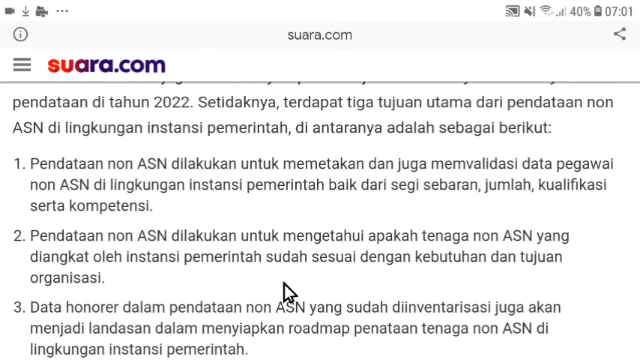 40% 07:01
suara.com
suara.com
pendataan di tahun 2022. Setidaknya, terdapat tiga tujuan utama dari pendataan non
ASN di lingkungan instansi pemerintah, di antaranya adalah sebagai berikut:
1. Pendataan non ASN dilakukan untuk memetakan dan juga memvalidasi data pegawai
non ASN di lingkungan instansi pemerintah baik dari segi sebaran, jumlah, kualifikasi
serta kompetensi.
2. Pendataan non ASN dilakukan untuk mengetahui apakah tenaga non ASN yang
diangkat oleh instansi pemerintah sudah sesuai dengan kebutuhan dan tujuan
organisasi.
3. Data honorer dalam pendataan non ASN yang sudah diinventarisasi juga akan
menjadi landasan dalam menyiapkan roadmap penataan tenaga non ASN di
lingkungan instansi pemerintah.